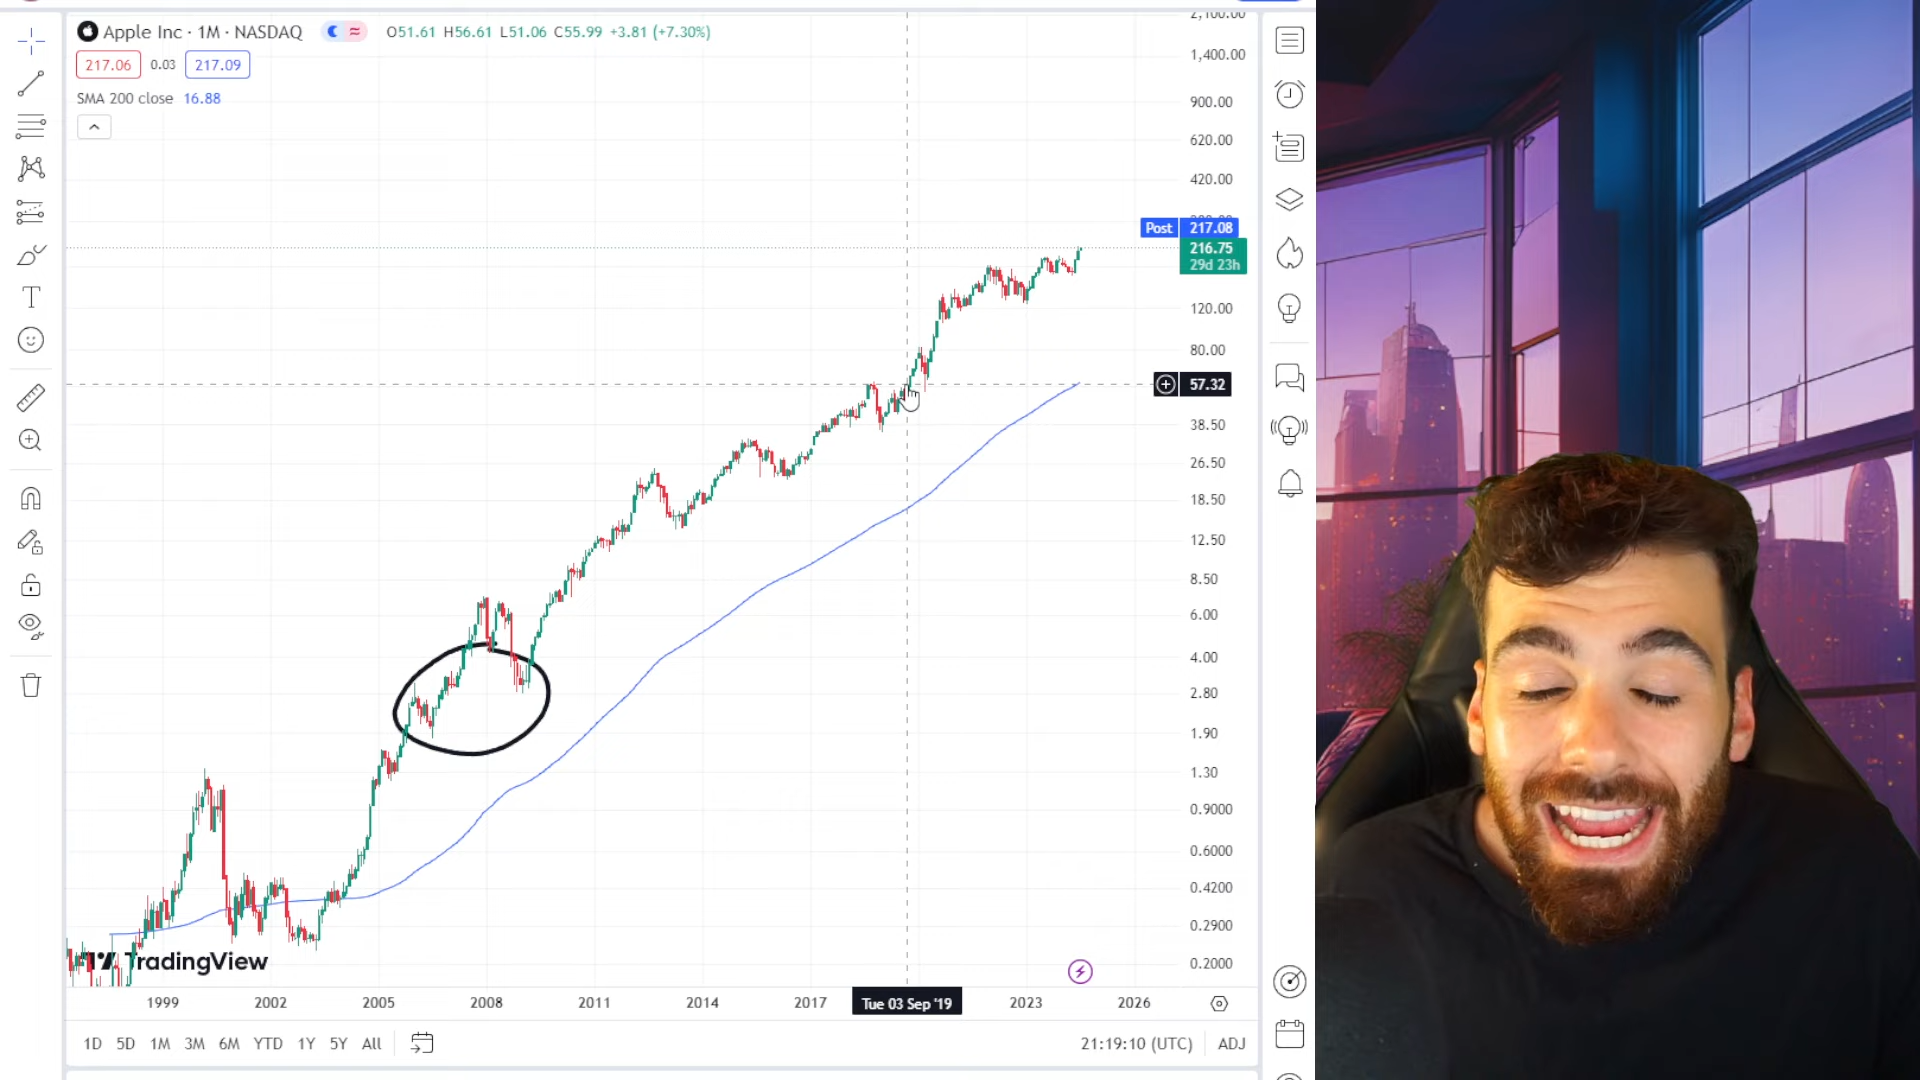 Apple Inc · 1M · NASDAQ
O51.61 H56.61 L51.06 C55.99 +3.81 (+7.30%)
217.06 0.03 217.09
SMA 200 close 16.88
2,100.00
1,400.00
900.00
620.00
420.00
Post 217.08
216.75
29d 23h
120.00
80.00
57.32
38.50
26.50
18.50
12.50
8.50
6.00
4.00
2.80
1.90
1.30
0.9000
0.6000
0.4200
0.2900
0.2000
TradingView
1999 2002 2005 2008 2011 2014 2017 Tue 03 Sep '19 2023 2026
1D 5D 1M 3M 6M YTD 1Y 5Y All
21:19:10 (UTC) ADJ